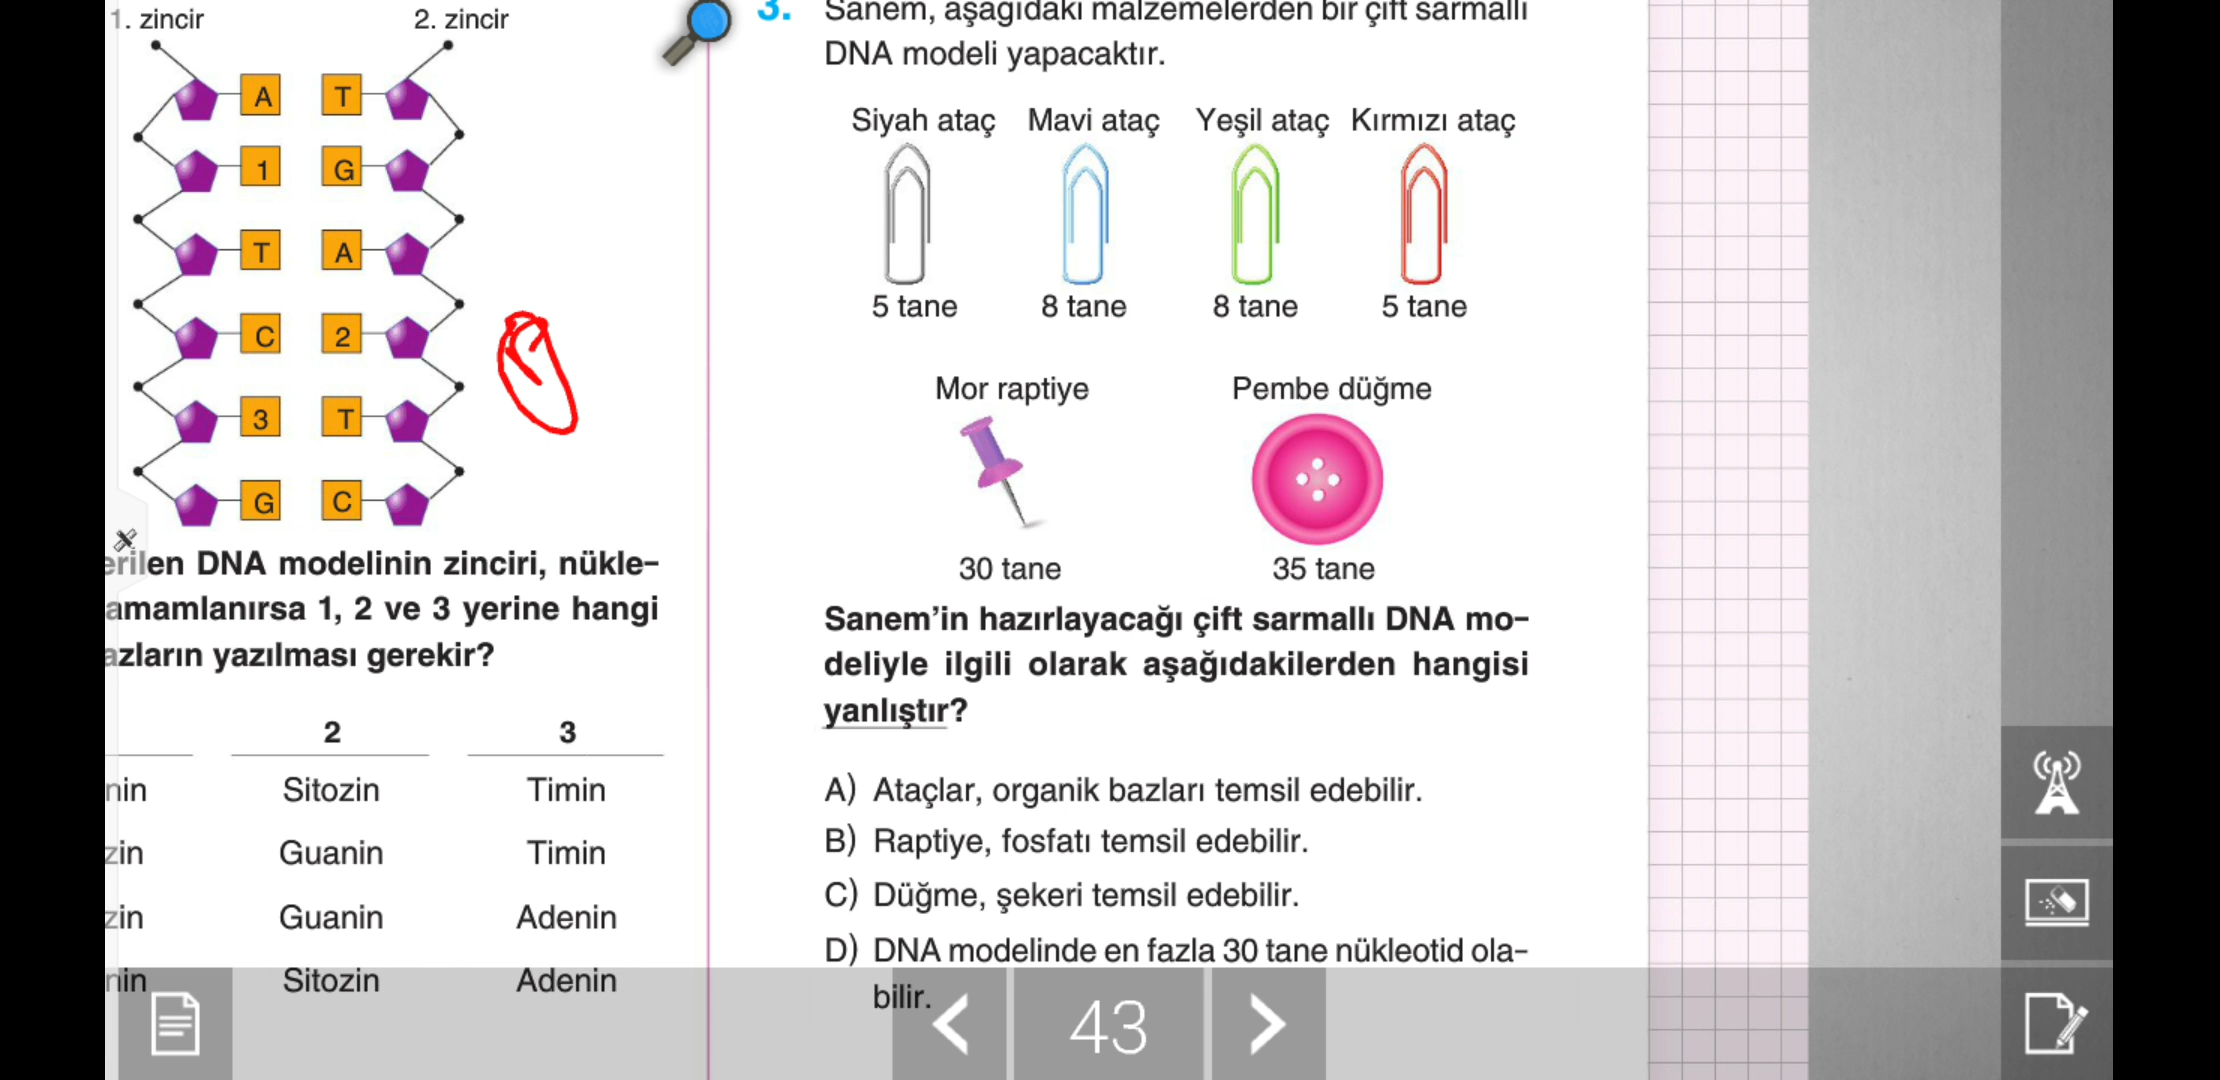 1. zincir 2. zincir
A T
1 G
T A
C 2
3 T
G C
erilen DNA modelinin zinciri, nükle-
amamlanırsa 1, 2 ve 3 yerine hangi
azların yazılması gerekir?
2 3
nin Sitozin Timin
zin Guanin Timin
zin Guanin Adenin
nin Sitozin Adenin
3. Sanem, aşağıdaki malzemelerden bir çift sarmallı
DNA modeli yapacaktır.
Siyah ataç Mavi ataç Yeşil ataç Kırmızı ataç
5 tane 8 tane 8 tane 5 tane
Mor raptiye Pembe düğme
30 tane 35 tane
Sanem'in hazırlayacağı çift sarmallı DNA mo-
deliyle ilgili olarak aşağıdakilerden hangisi
yanlıştır?
A) Ataçlar, organik bazları temsil edebilir.
B) Raptiye, fosfatı temsil edebilir.
C) Düğme, şekeri temsil edebilir.
D) DNA modelinde en fazla 30 tane nükleotid ola-
bilir.
43